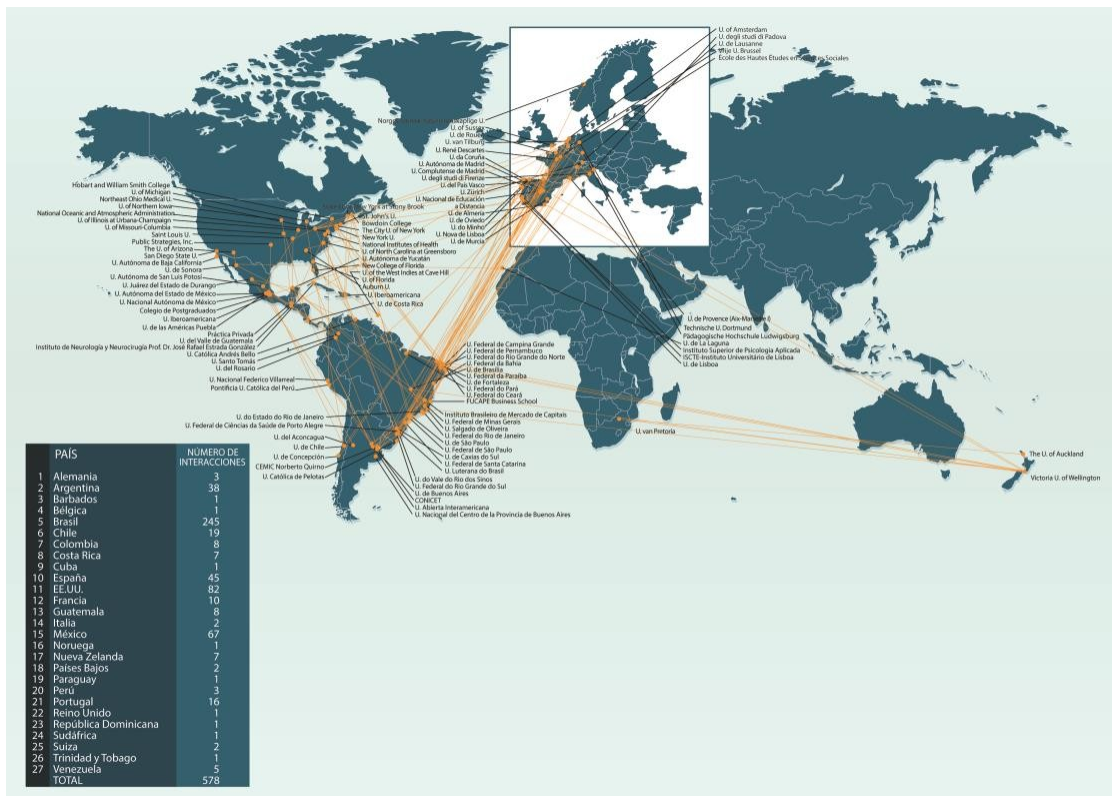 U. of Amsterdam
U. degli studi di Padova
U. de Lausanne
Vrije U. Brussel
École des Hautes Études en Sciences Sociales
U. of Sussex
U. de Rouen
U. van Tilburg
U. René Descartes
U. da Coruña
U. Autónoma de Madrid
U. Complutense de Madrid
U. degli studi di Firenze
U. del País Vasco
U. Zürich
U. Nacional de Educación
a Distancia
U. de Almería
U. de Oviedo
U. do Minho
U. Nova de Lisboa
U. de Murcia
Hobart and William Smith College
U. of Michigan
Northeast Ohio Medical U.
U. of Northern Iowa
National Oceanic and Atmospheric Administration
U. of Illinois at Urbana-Champaign
U. of Missouri-Columbia
Saint Louis U.
Public Strategies, Inc.
The U. of Arizona
San Diego State U.
U. Autónoma de Baja California
U. de Sonora
U. Autónoma de San Luis Potosí
U. Juárez del Estado de Durango
U. Autónoma del Estado de México
U. Nacional Autónoma de México
Colegio de Postgraduados
U. Iberoamericana
U. de las Américas Puebla
Práctica Privada
U. del Valle de Guatemala
Instituto de Neurología y Neurocirugía Prof. Dr. José Rafael Estrada González
U. Católica Andrés Bello
U. Santo Tomás
U. del Rosario
U. Nacional Federico Villarreal
Pontificia U. Católica del Perú
York at Stony Brook
St. John's U.
Bowdoin College
The City U. of New York
New York U.
National Institutes of Health
U. of North Carolina at Greensboro
U. Autónoma de Yucatán
New College of Florida
U. of the West Indies at Cave Hill
U. of Florida
Auburn U.
U. Iberoamericana
U. de Costa Rica
U. de Provence (Aix-Marseille I)
Technische U. Dortmund
Pädagogische Hochschule Ludwigsburg
U. de La Laguna
Instituto Superior de Psicologia Aplicada
ISCTE-Instituto Universitário de Lisboa
U. de Lisboa
U. Federal de Campina Grande
U. Federal de Pernambuco
U. Federal do Rio Grande do Norte
U. Federal da Bahia
U. de Brasília
U. Federal da Paraíba
U. de Fortaleza
U. Federal do Pará
U. Federal do Ceará
FUCAPE Business School
U. do Estado do Rio de Janeiro
U. Federal de Ciências da Saúde de Porto Alegre
U. del Aconcagua
U. de Chile
U. de Concepción
CEMIC Norberto Quirno
U. Católica de Pelotas
Instituto Brasileiro de Mercado de Capitais
U. Federal de Minas Gerais
U. Salgado de Oliveira
U. Federal do Rio de Janeiro
U. de São Paulo
U. Federal de São Paulo
U. de Caxias do Sul
U. Federal de Santa Catarina
U. Luterana do Brasil
U. do Vale do Rio dos Sinos
U. Federal do Rio Grande do Sul
U. de Buenos Aires
CONICET
U. Abierta Interamericana
U. Nacional del Centro de la Provincia de Buenos Aires
U. van Pretoria
The U. of Auckland
Victoria U. of Wellington
PAÍS NÚMERO DE
INTERACCIONES
1 Alemania 3
2 Argentina 38
3 Barbados 1
4 Bélgica 1
5 Brasil 245
6 Chile 19
7 Colombia 8
8 Costa Rica 7
9 Cuba 1
10 España 45
11 EE.UU. 82
12 Francia 10
13 Guatemala 8
14 Italia 2
15 México 67
16 Noruega 1
17 Nueva Zelanda 7
18 Países Bajos 2
19 Paraguay 1
20 Perú 3
21 Portugal 16
22 Reino Unido 1
23 República Dominicana 1
24 Sudáfrica 1
25 Suiza 2
26 Trinidad y Tobago 1
27 Venezuela 5
TOTAL 578